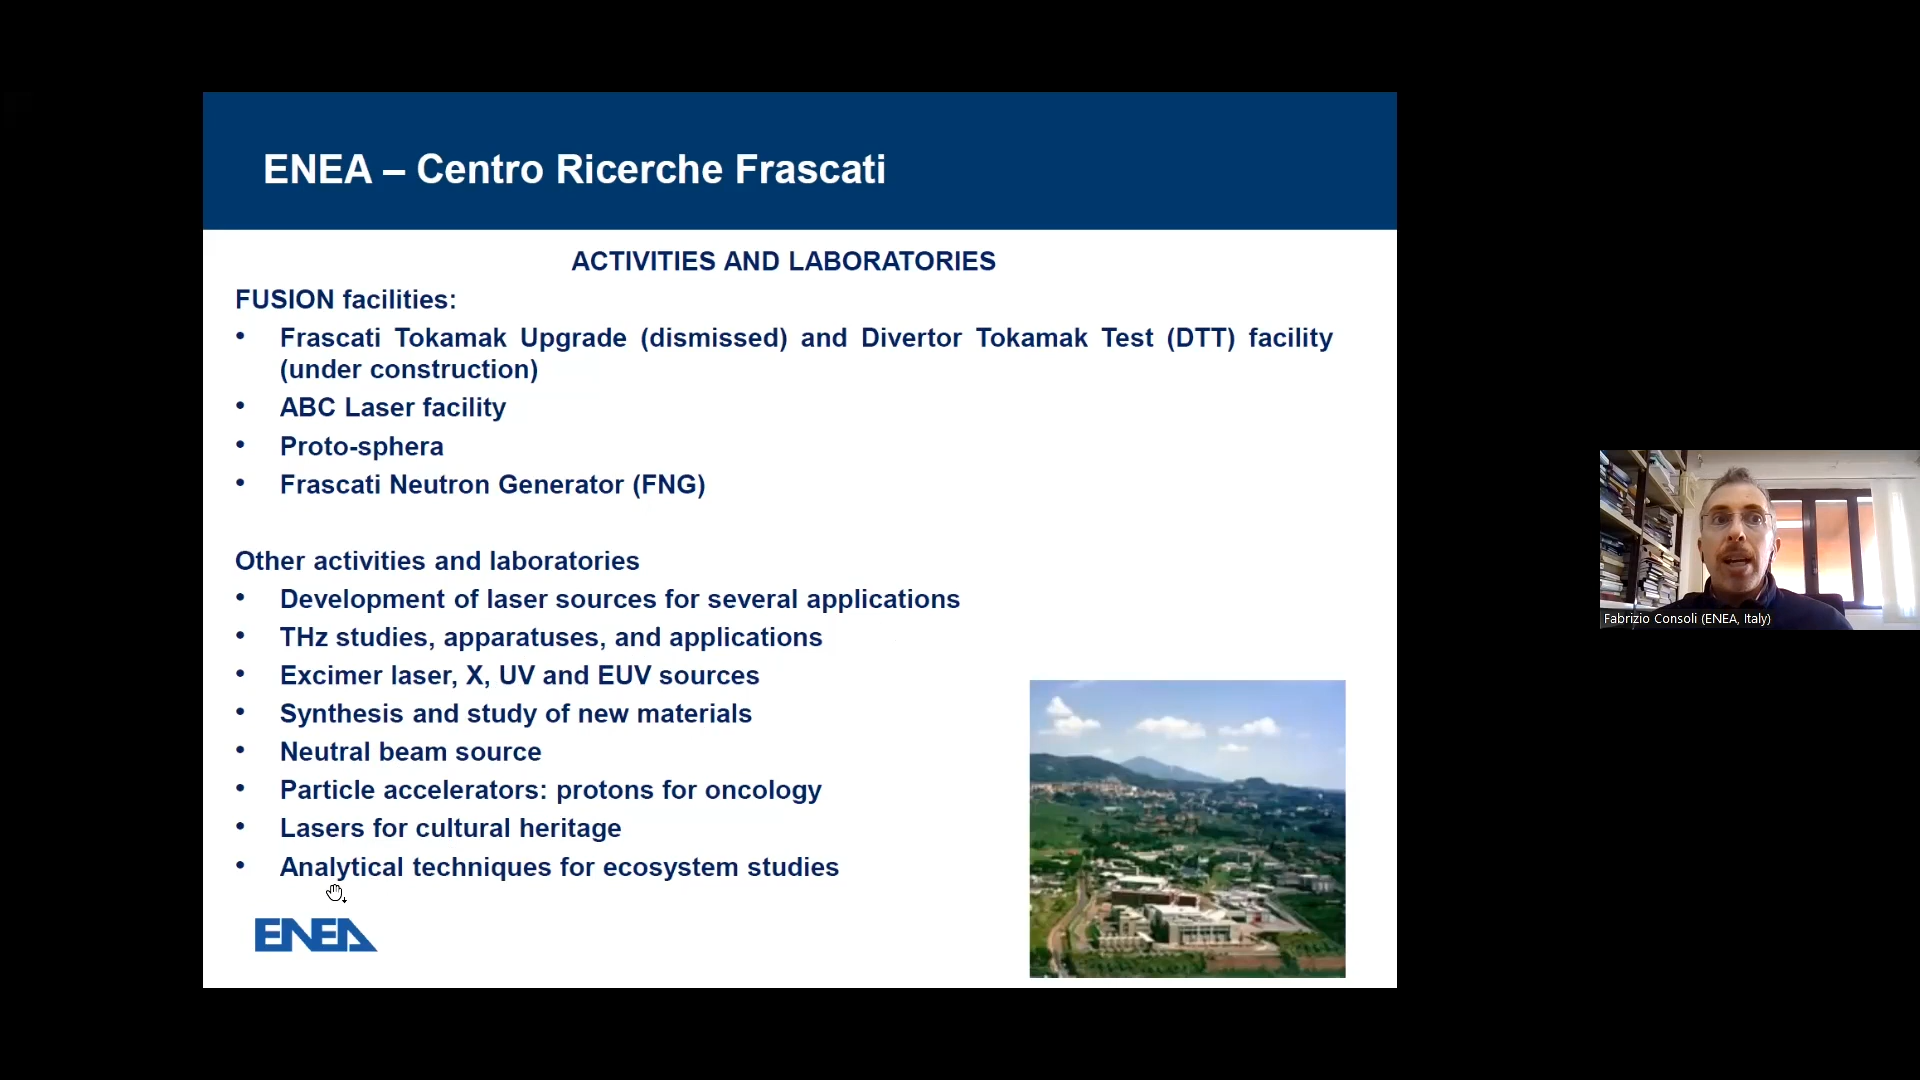 ENEA – Centro Ricerche Frascati
ACTIVITIES AND LABORATORIES
FUSION facilities:
• Frascati Tokamak Upgrade (dismissed) and Divertor Tokamak Test (DTT) facility
(under construction)
• ABC Laser facility
• Proto-sphera
• Frascati Neutron Generator (FNG)
Other activities and laboratories
• Development of laser sources for several applications
• THz studies, apparatuses, and applications
• Excimer laser, X, UV and EUV sources
• Synthesis and study of new materials
• Neutral beam source
• Particle accelerators: protons for oncology
• Lasers for cultural heritage
• Analytical techniques for ecosystem studies
ENEA
Fabrizio Consoli (ENEA, Italy)